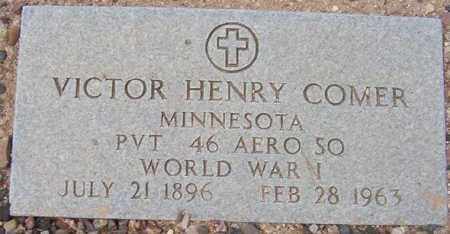 VICTOR HENRY COMER
MINNESOTA
PVT 46 AERO SQ
WORLD WAR I
JULY 21 1896 FEB 28 1963